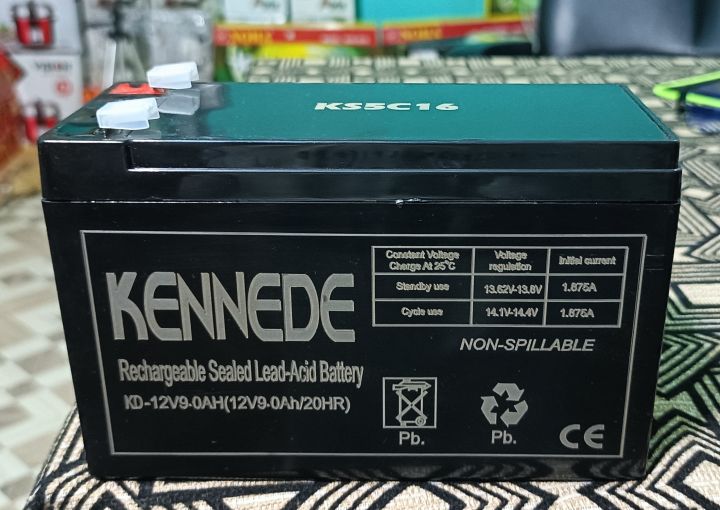 KS5C16
KENNEDE
Rechargeable Sealed Lead-Acid Battery
KD-12V9.0AH(12V9.0Ah/20HR)
Constant Voltage Charge At 25°C Voltage regulation Initial current
Standby use 13.62V-13.8V 1.875A
Cycle use 14.1V-14.4V 1.875A
NON-SPILLABLE
Pb. Pb. CE